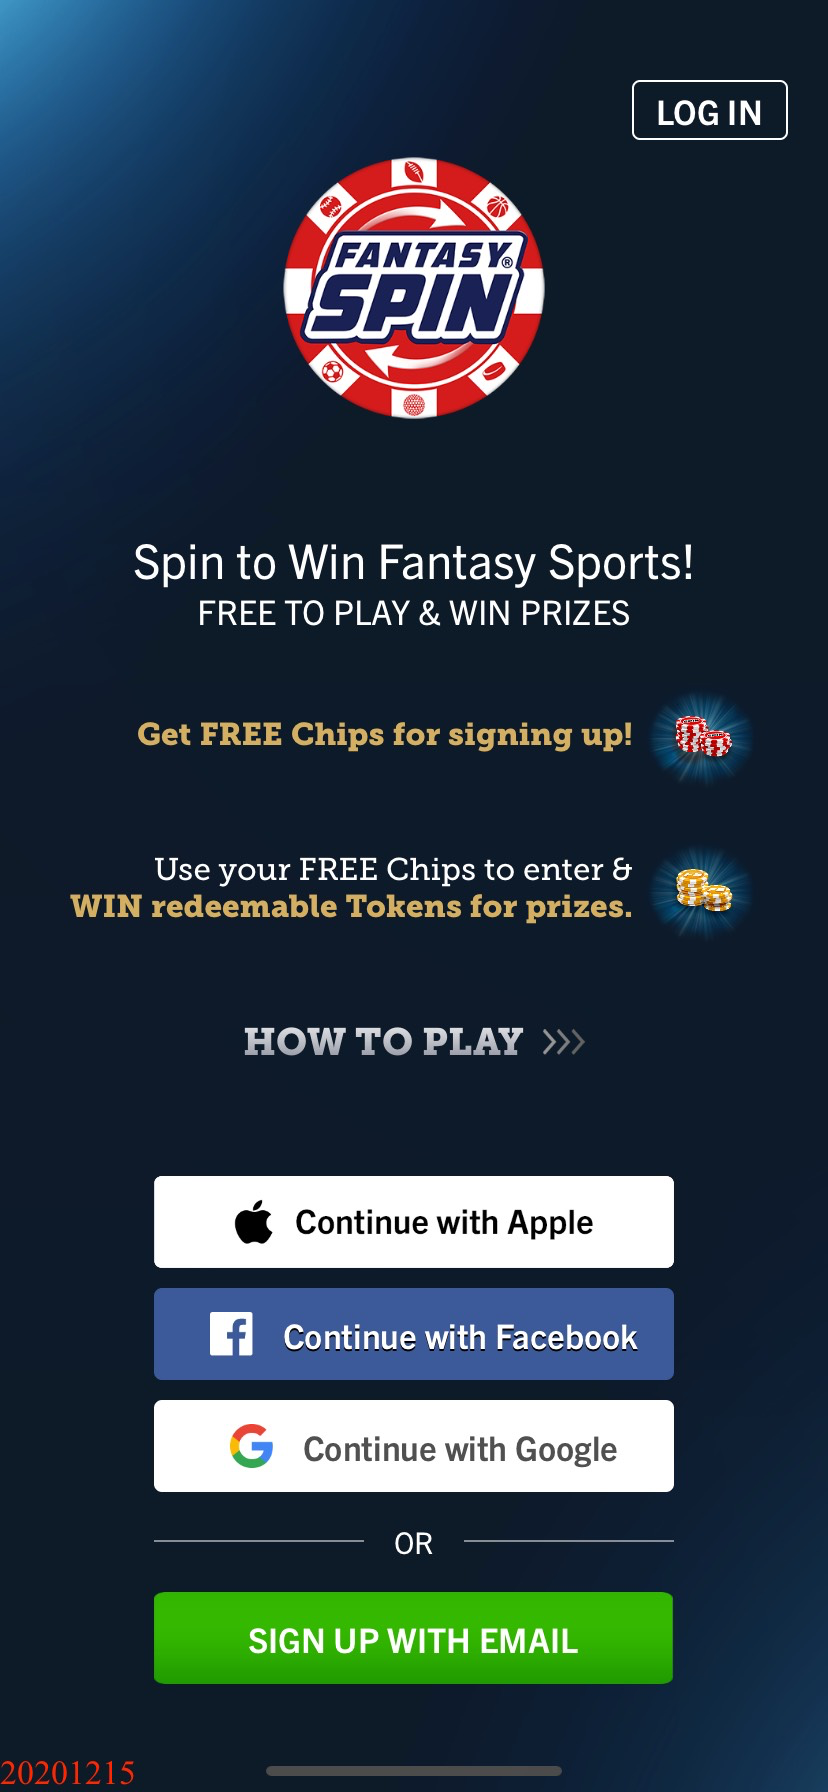 LOG IN
FANTASY®
SPIN
Spin to Win Fantasy Sports!
FREE TO PLAY & WIN PRIZES
Get FREE Chips for signing up!
Use your FREE Chips to enter &
WIN redeemable Tokens for prizes.
HOW TO PLAY
Continue with Apple
Continue with Facebook
Continue with Google
OR
SIGN UP WITH EMAIL
20201215